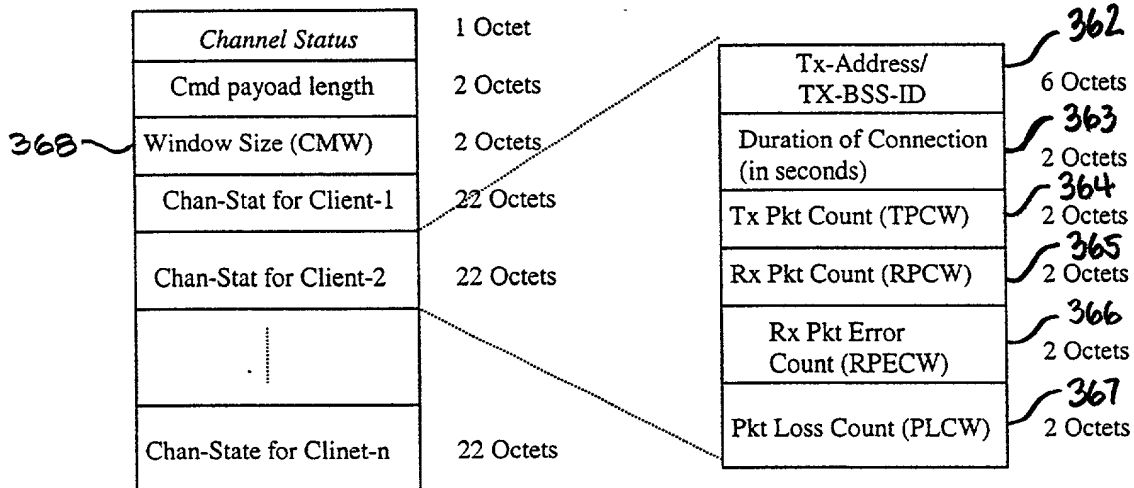 Channel Status
1 Octet
Cmd payoad length
2 Octets
368
Window Size (CMW)
2 Octets
Chan-Stat for Client-1
22 Octets
Chan-Stat for Client-2
22 Octets
Chan-State for Clinet-n
22 Octets
362
Tx-Address/
TX-BSS-ID
6 Octets
363
Duration of Connection
(in seconds)
2 Octets
364
Tx Pkt Count (TPCW)
2 Octets
365
Rx Pkt Count (RPCW)
2 Octets
366
Rx Pkt Error
Count (RPECW)
2 Octets
367
Pkt Loss Count (PLCW)
2 Octets